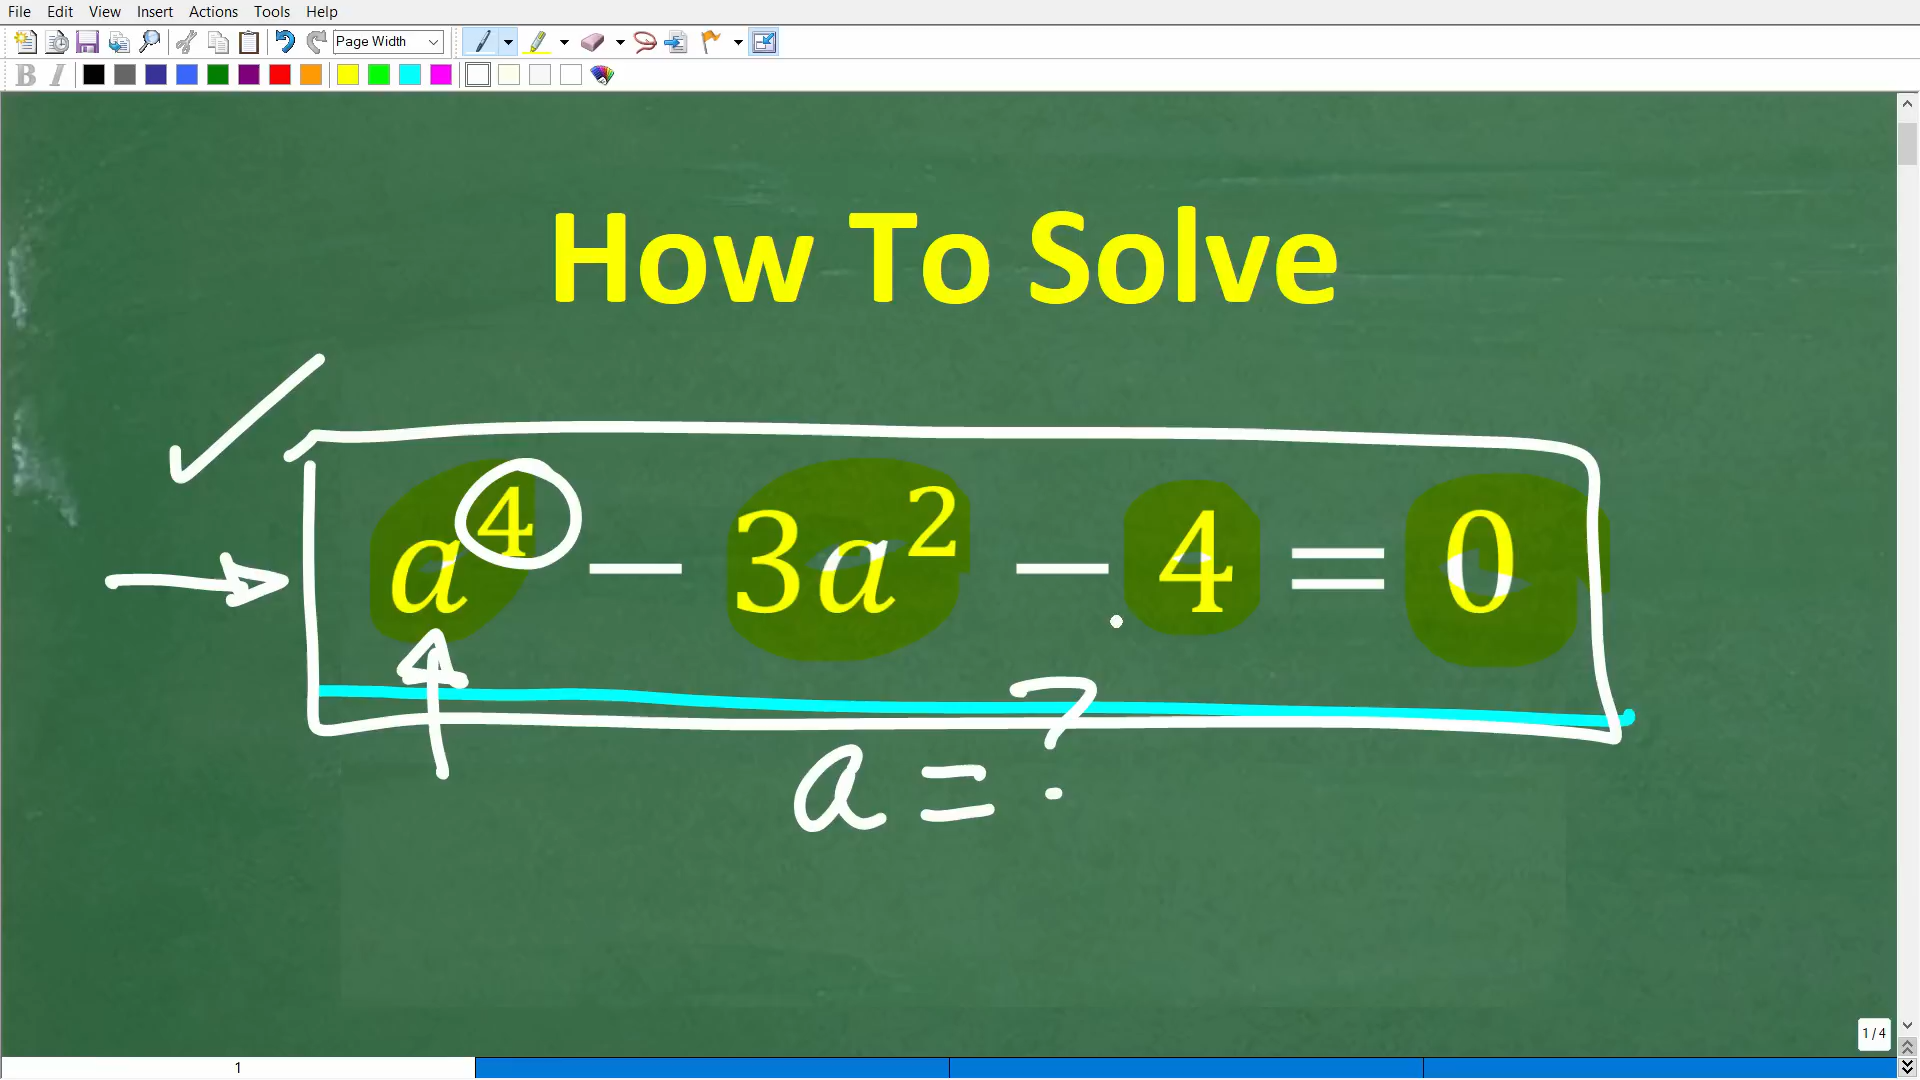 File Edit View Insert Actions Tools Help
Page Width
B I
How To Solve
a⁴ − 3a² − 4 = 0
a = ?
1 / 4
1